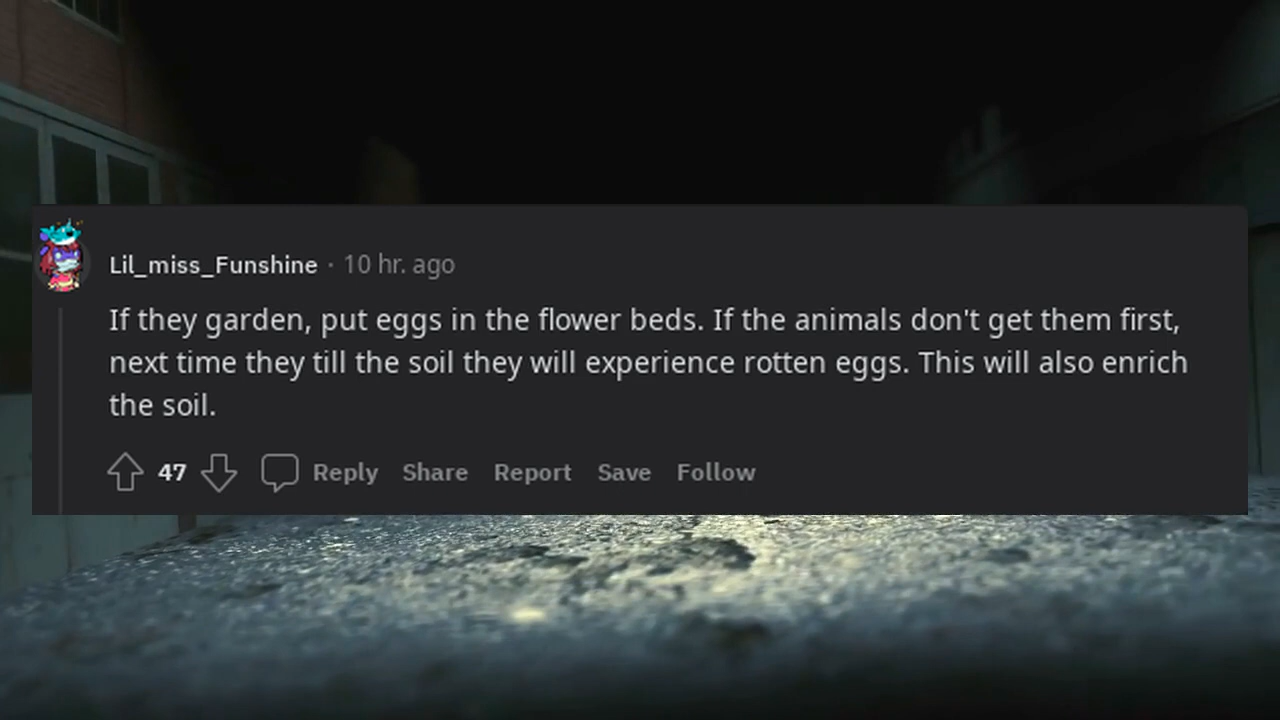 Lil_miss_Funshine · 10 hr. ago
If they garden, put eggs in the flower beds. If the animals don't get them first,
next time they till the soil they will experience rotten eggs. This will also enrich
the soil.
47 Reply Share Report Save Follow